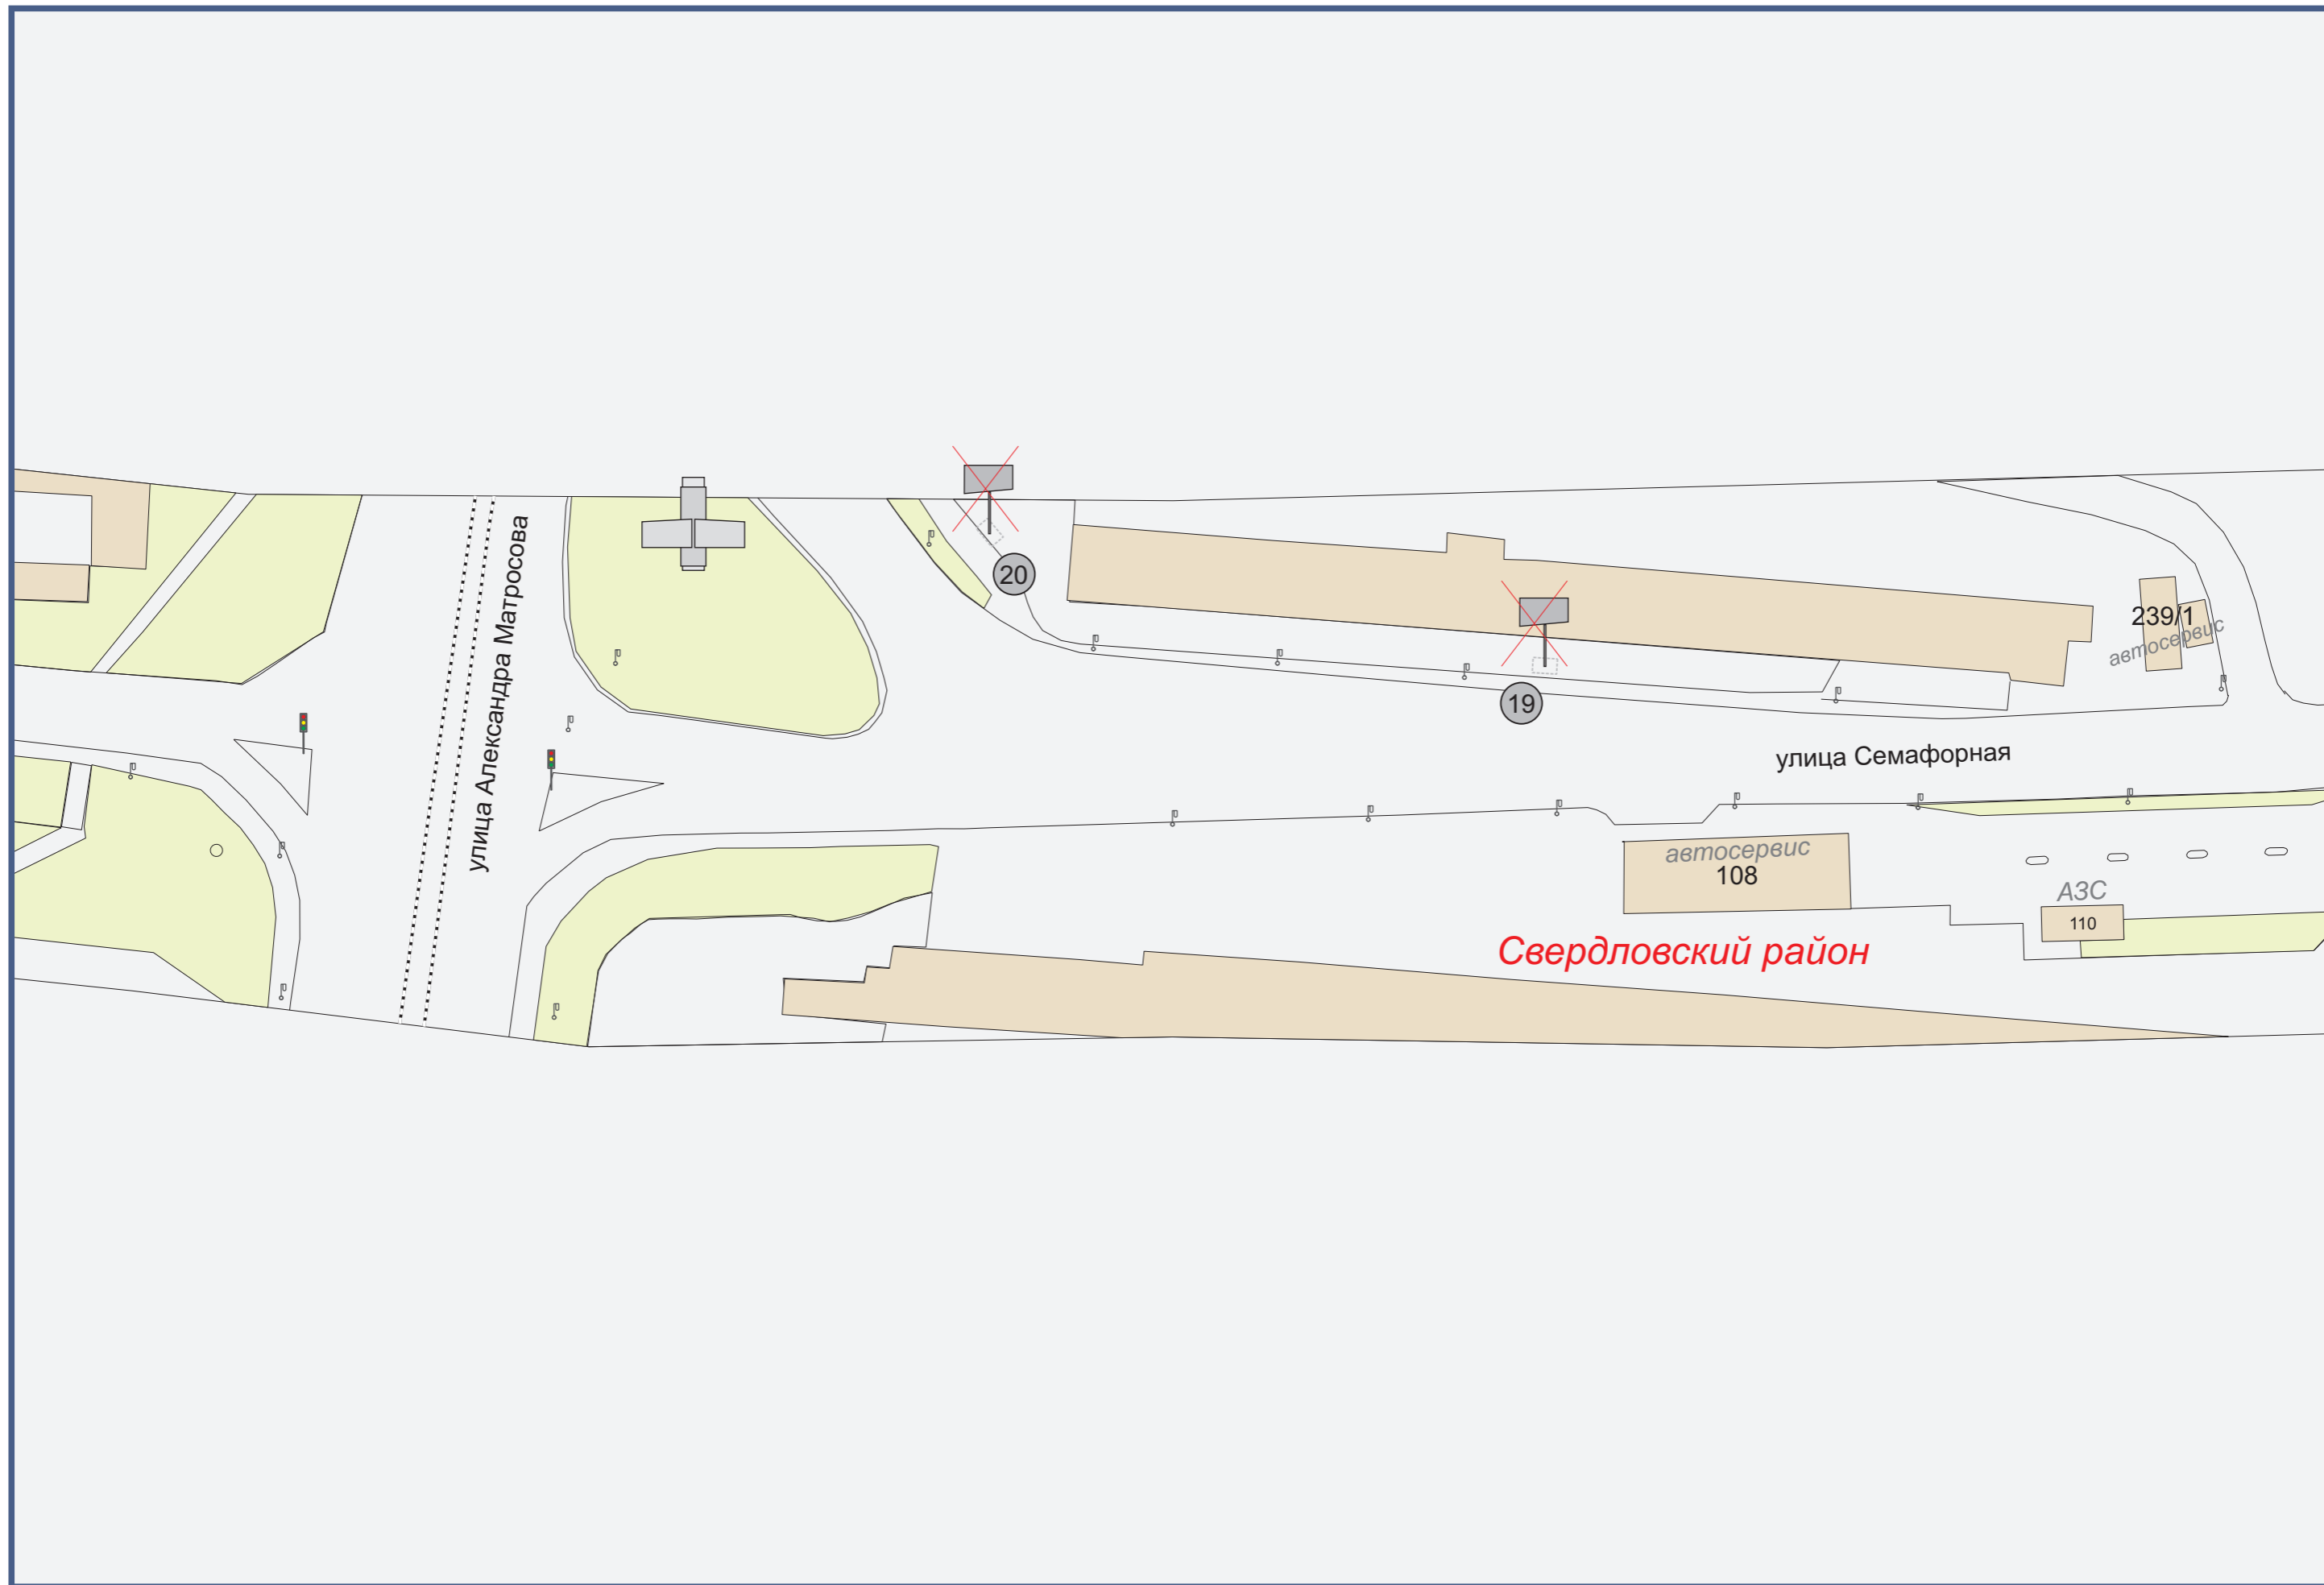 улица Александра Матросова
20
19
239/1
автосервис
улица Семафорная
автосервис
108
АЗС
110
Свердловский район